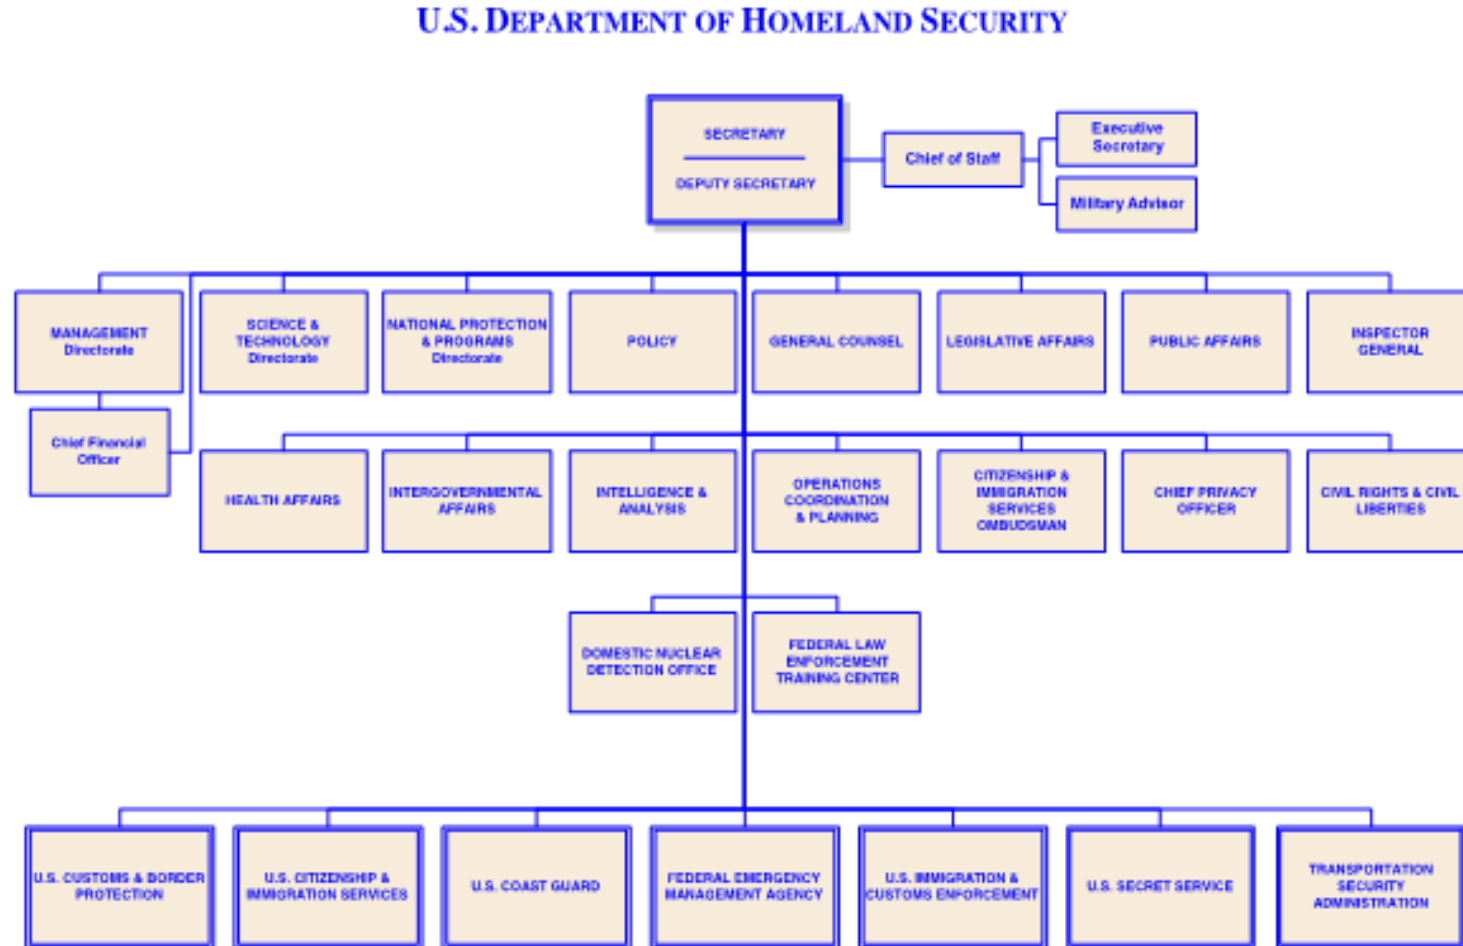 U.S. DEPARTMENT OF HOMELAND SECURITY
SECRETARY
DEPUTY SECRETARY
Chief of Staff
Executive
Secretary
Military Advisor
MANAGEMENT
Directorate
SCIENCE &
TECHNOLOGY
Directorate
NATIONAL PROTECTION
& PROGRAMS
Directorate
POLICY
GENERAL COUNSEL
LEGISLATIVE AFFAIRS
PUBLIC AFFAIRS
INSPECTOR
GENERAL
Chief Financial
Officer
HEALTH AFFAIRS
INTERGOVERNMENTAL
AFFAIRS
INTELLIGENCE &
ANALYSIS
OPERATIONS
COORDINATION
& PLANNING
CITIZENSHIP &
IMMIGRATION
SERVICES
OMBUDSMAN
CHIEF PRIVACY
OFFICER
CIVIL RIGHTS & CIVIL
LIBERTIES
DOMESTIC NUCLEAR
DETECTION OFFICE
FEDERAL LAW
ENFORCEMENT
TRAINING CENTER
U.S. CUSTOMS & BORDER
PROTECTION
U.S. CITIZENSHIP &
IMMIGRATION SERVICES
U.S. COAST GUARD
FEDERAL EMERGENCY
MANAGEMENT AGENCY
U.S. IMMIGRATION &
CUSTOMS ENFORCEMENT
U.S. SECRET SERVICE
TRANSPORTATION
SECURITY
ADMINISTRATION